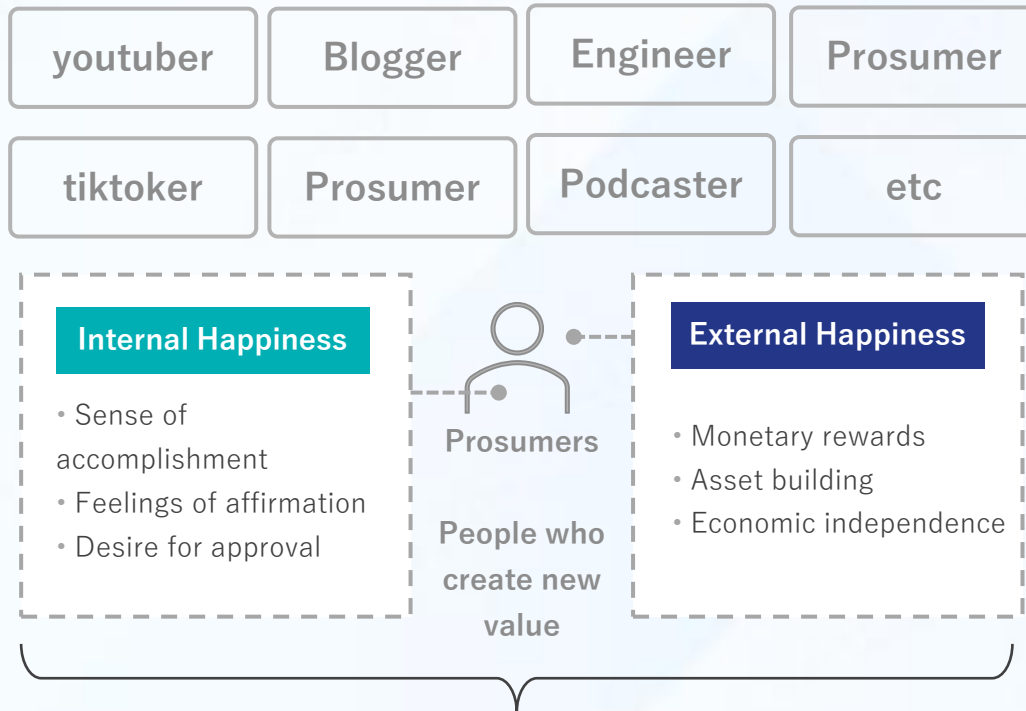 youtuber
Blogger
Engineer
Prosumer
tiktoker
Prosumer
Podcaster
etc
Internal Happiness
• Sense of
accomplishment
• Feelings of affirmation
• Desire for approval
Prosumers
People who
create new
value
External Happiness
• Monetary rewards
• Asset building
• Economic independence